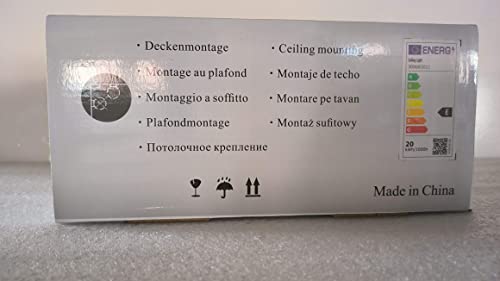 · Deckenmontage
· Ceiling mounting
· Montage au plafond
· Montaje de techo
· Montaggio a soffitto
· Montare pe tavan
· Plafondmontage
· Montaż sufitowy
· Потолочное крепление
Made in China
ENERG
20